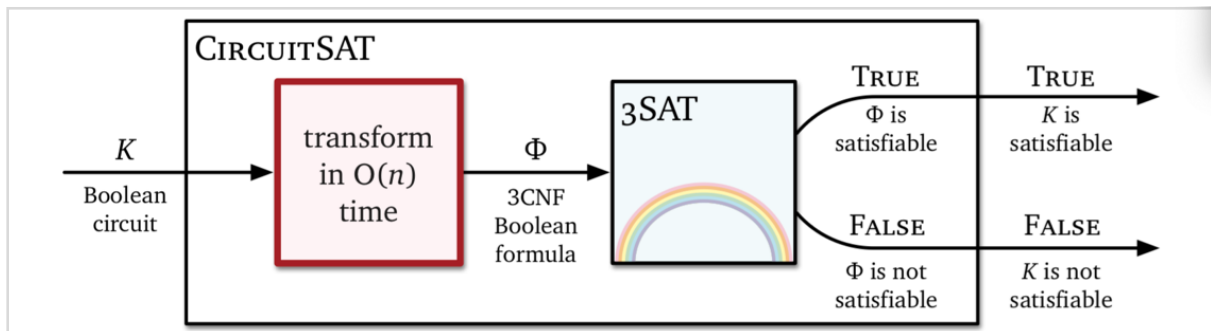 CIRCUITSAT
K
Boolean
circuit
transform
in O(n)
time
Φ
3CNF
Boolean
formula
3SAT
TRUE
Φ is
satisfiable
TRUE
K is
satisfiable
FALSE
Φ is not
satisfiable
FALSE
K is not
satisfiable